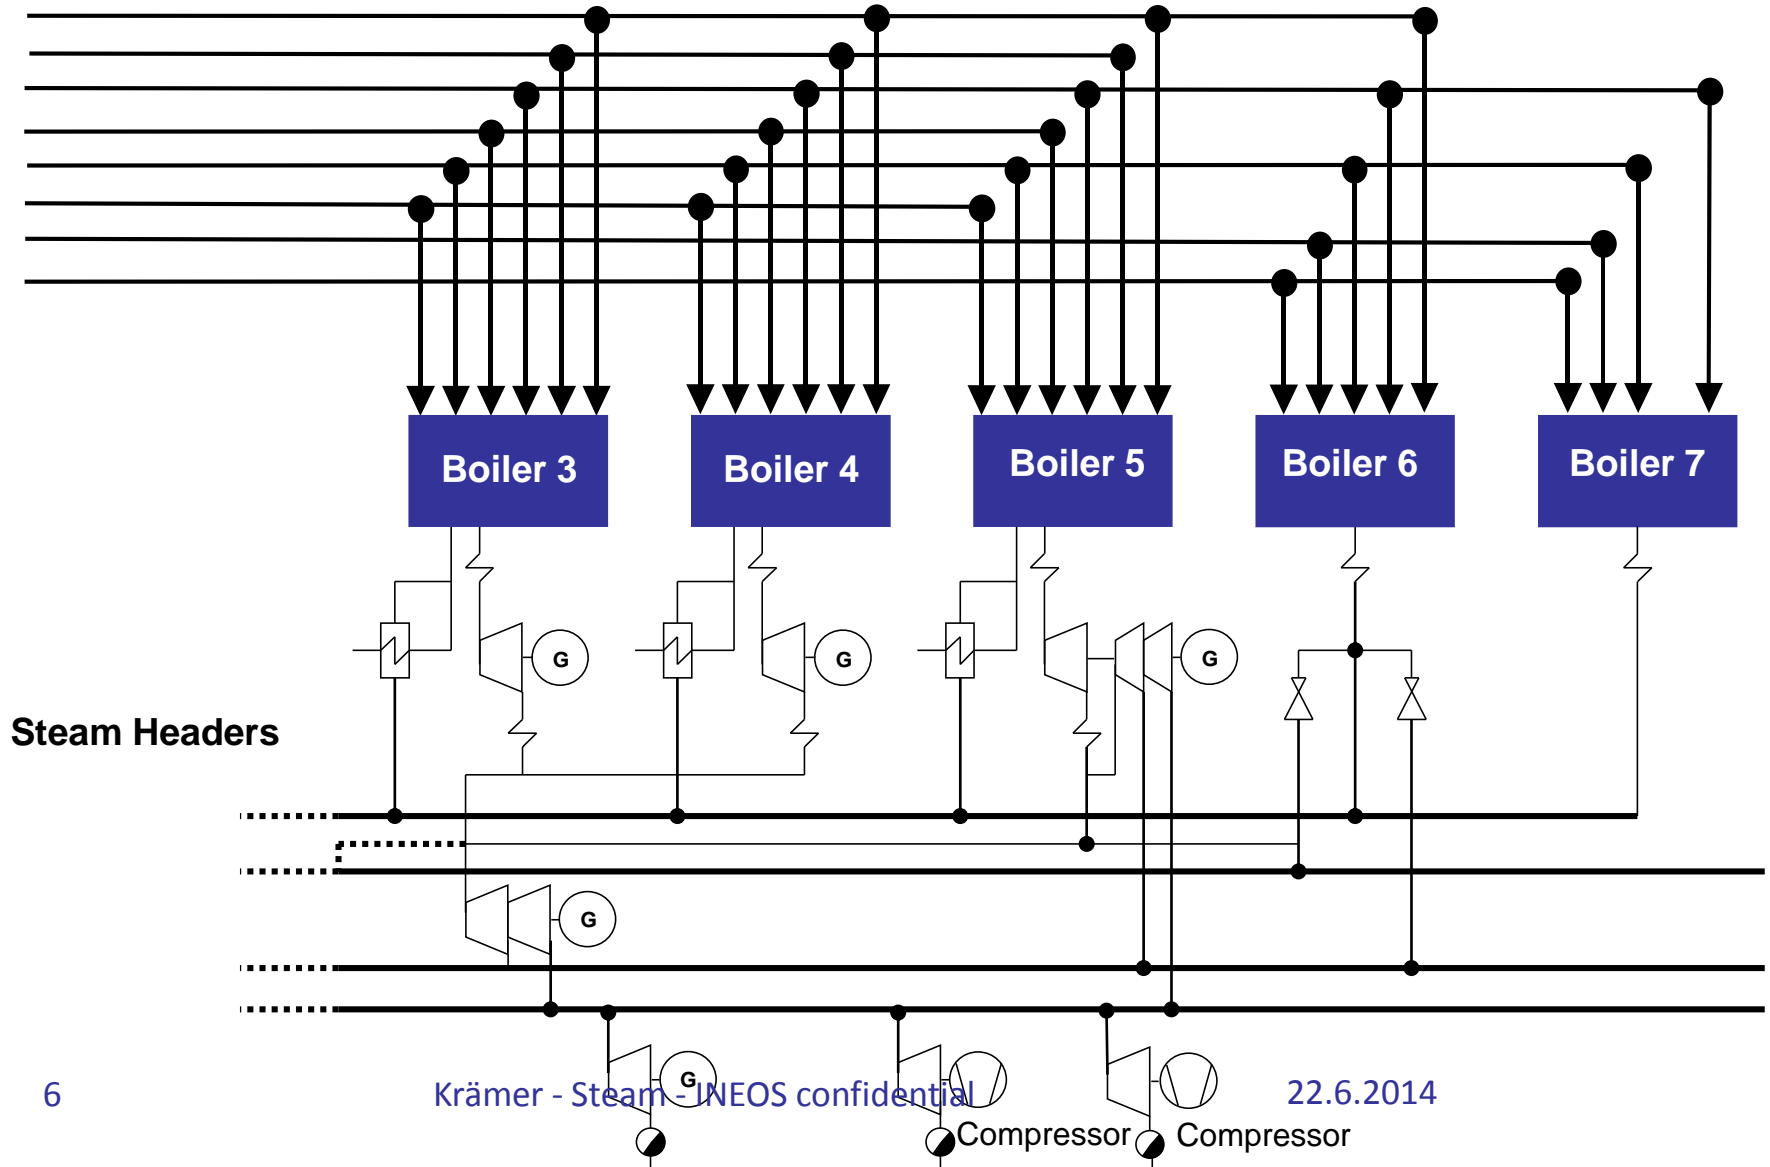 Boiler 3
Boiler 4
Boiler 5
Boiler 6
Boiler 7
G
G
G
Steam Headers
G
G
6
Krämer - Steam - INEOS confidential
22.6.2014
Compressor
Compressor